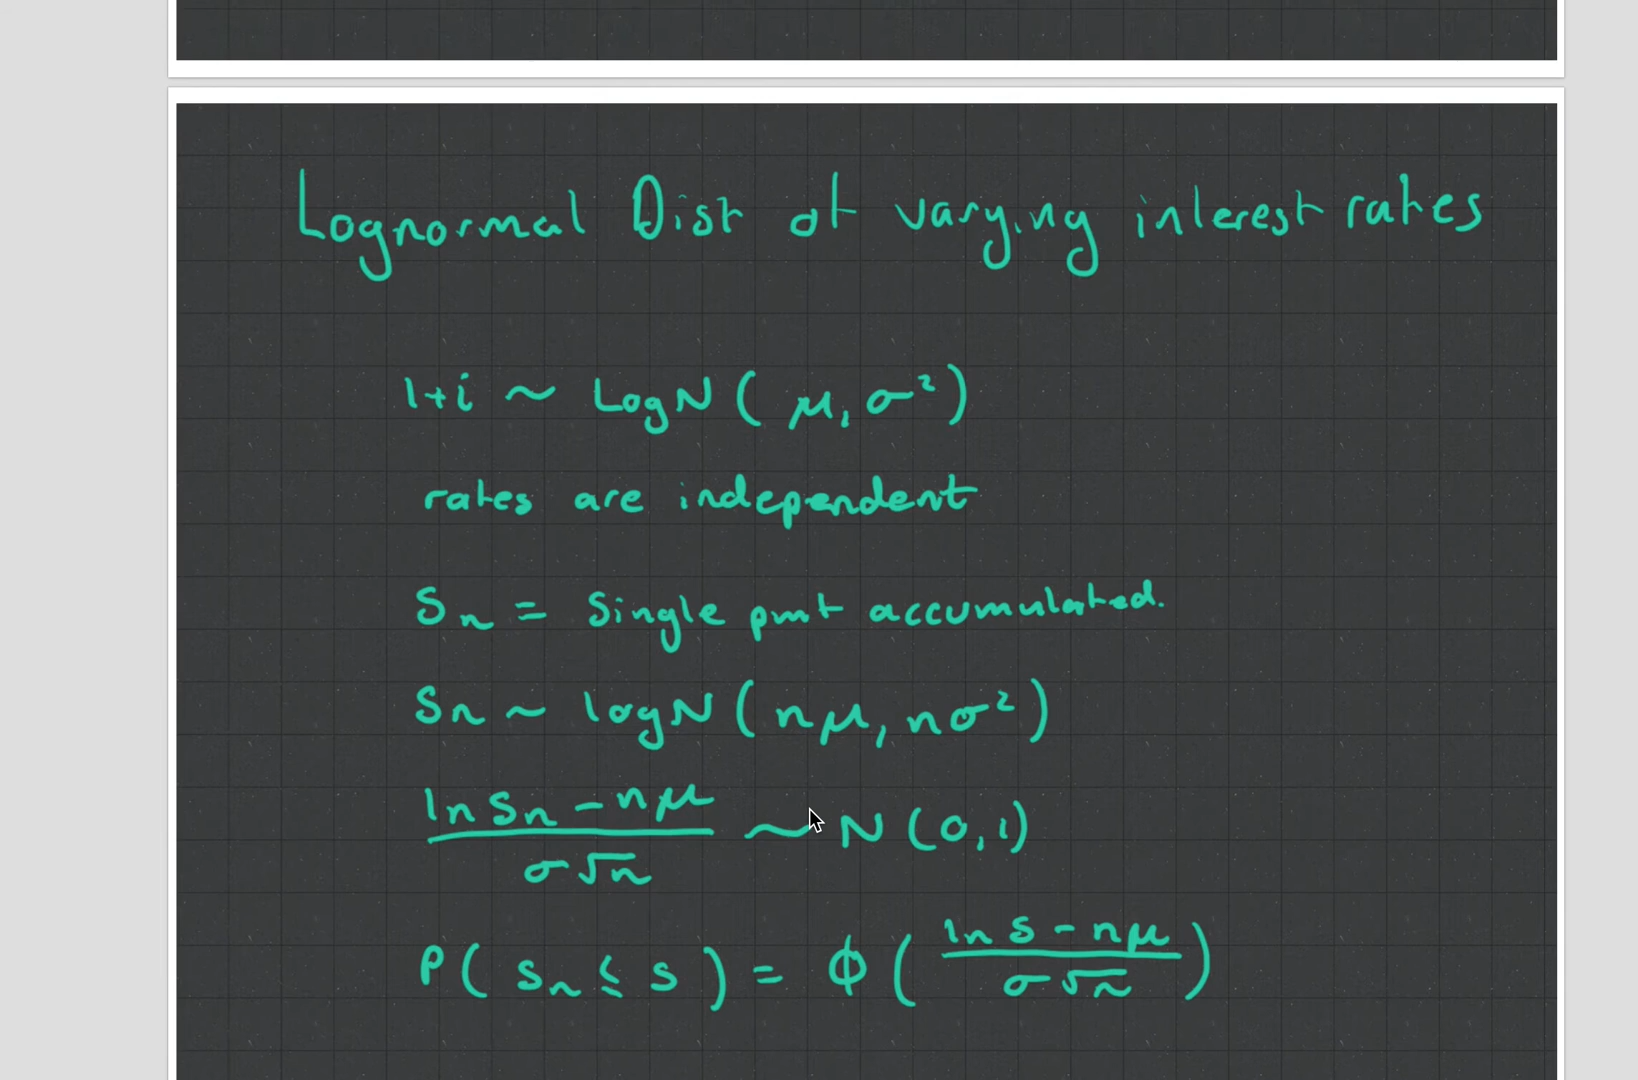 Lognormal Dist of varying interest rates
1+i ~ LogN(μ, σ²)
rates are independent
Sn = Single pmt accumulated.
Sn ~ logN(nμ, nσ²)
(ln Sn - nμ)/(σ√n) ~ N(0,1)
P(Sn ≤ s) = Φ((ln s - nμ)/(σ√n))